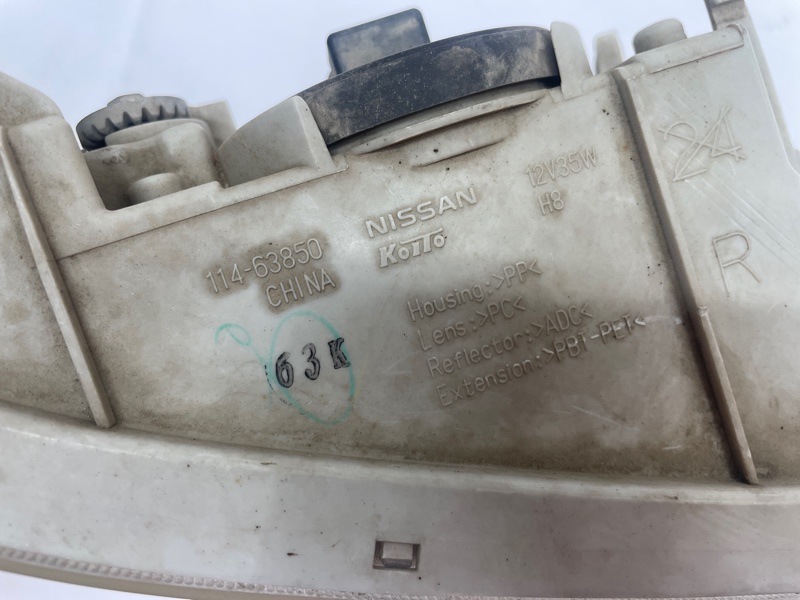 24
R
12V35W
H8
NISSAN
KOITO
114-63850
CHINA
Housing:>PP<
Lens:>PC<
Reflector:>ADC<
Extension:>PBT-PET<
63K